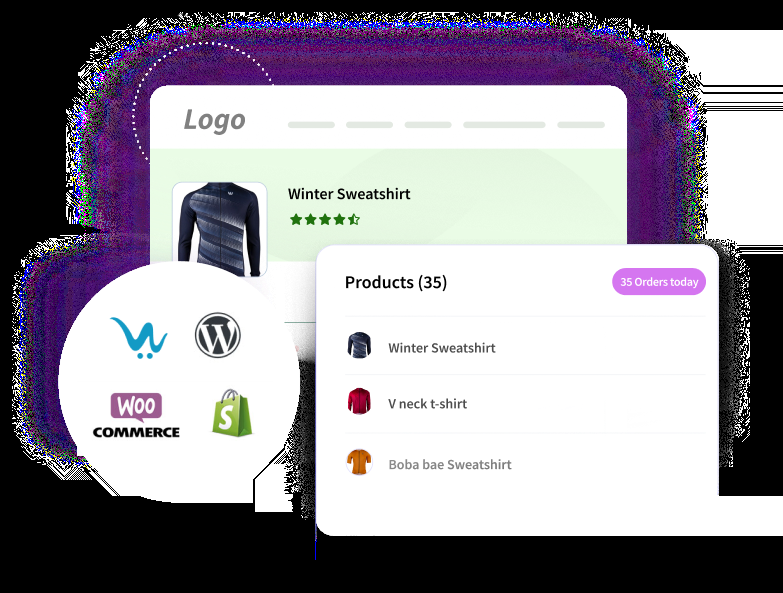 Logo
Winter Sweatshirt
Products (35)
35 Orders today
Winter Sweatshirt
V neck t-shirt
Boba bae Sweatshirt
W
WOO
COMMERCE
S